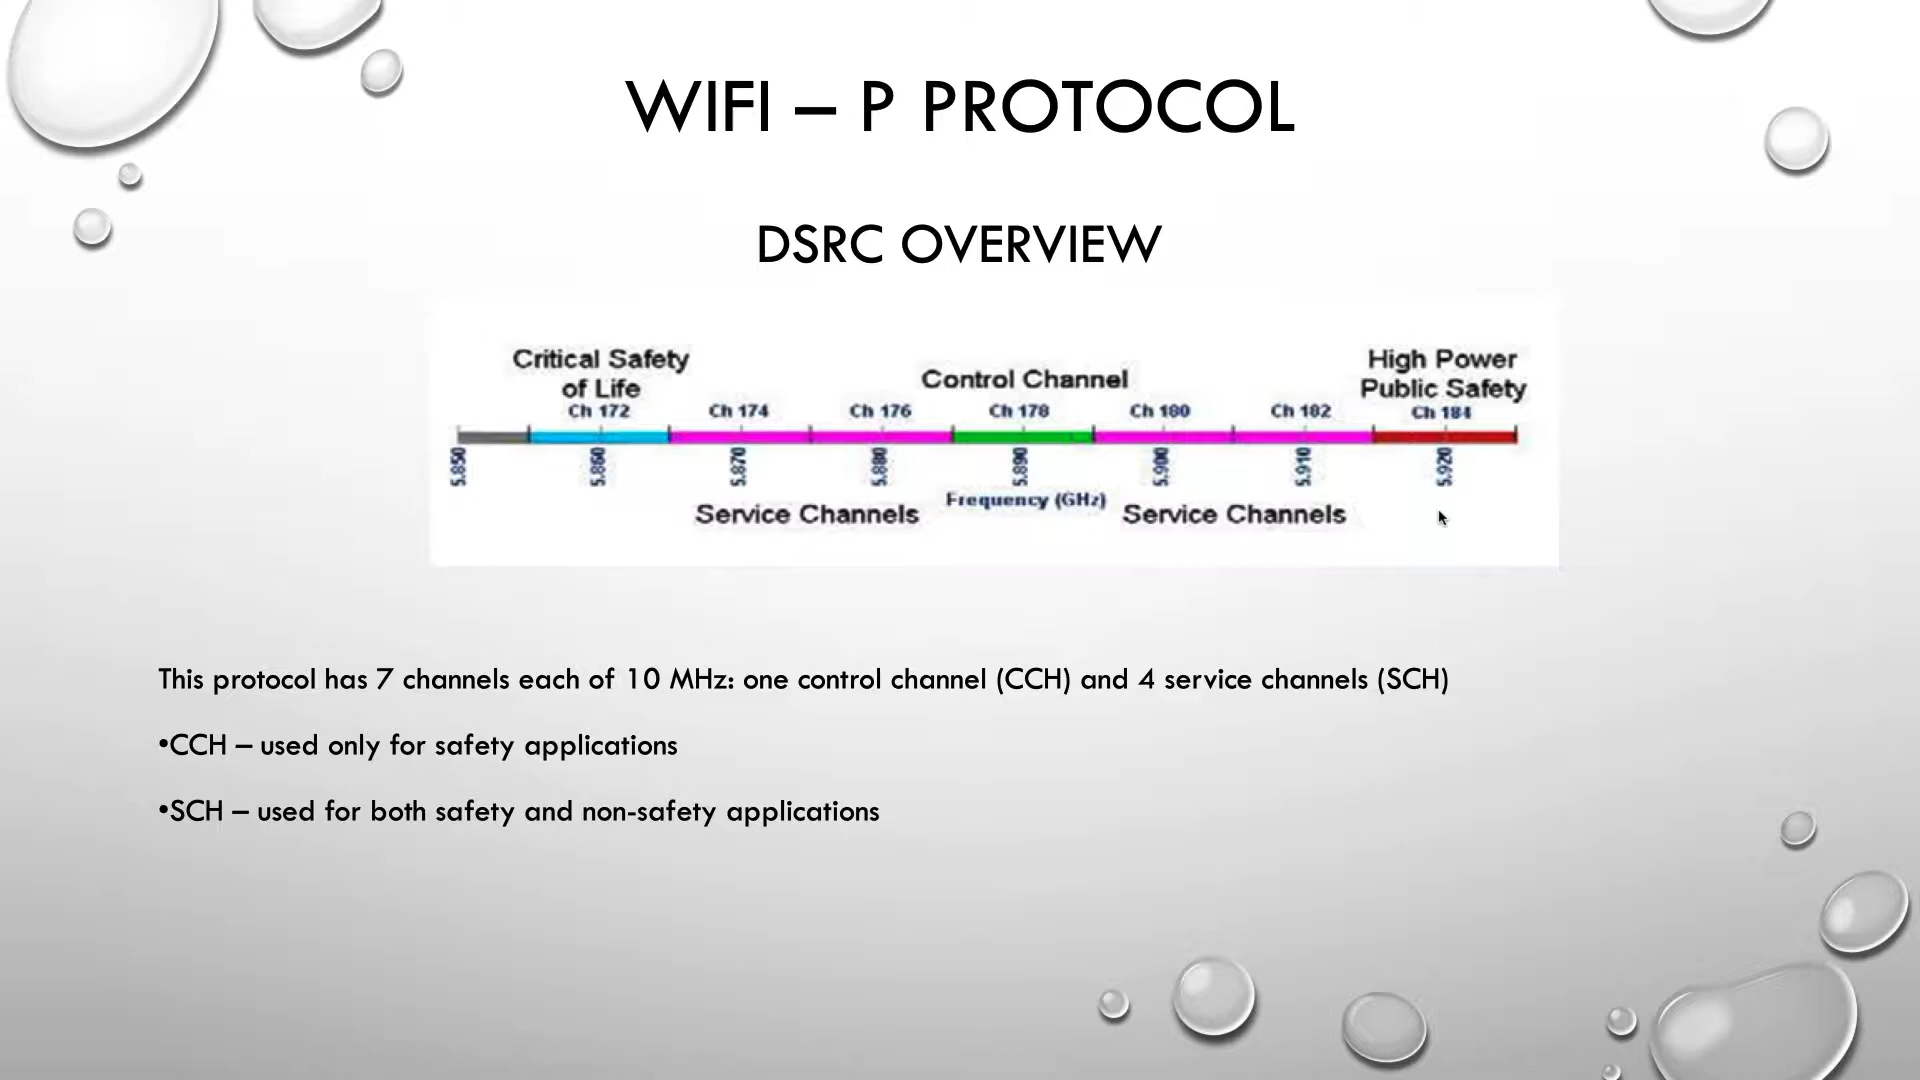 WIFI – P PROTOCOL
DSRC OVERVIEW
Critical Safety of Life
Control Channel
High Power Public Safety
Ch 172 Ch 174 Ch 176 Ch 178 Ch 180 Ch 182 Ch 184
5.850 5.860 5.870 5.880 5.890 5.900 5.910 5.920
Service Channels Frequency (GHz) Service Channels
This protocol has 7 channels each of 10 MHz: one control channel (CCH) and 4 service channels (SCH)
•CCH – used only for safety applications
•SCH – used for both safety and non-safety applications